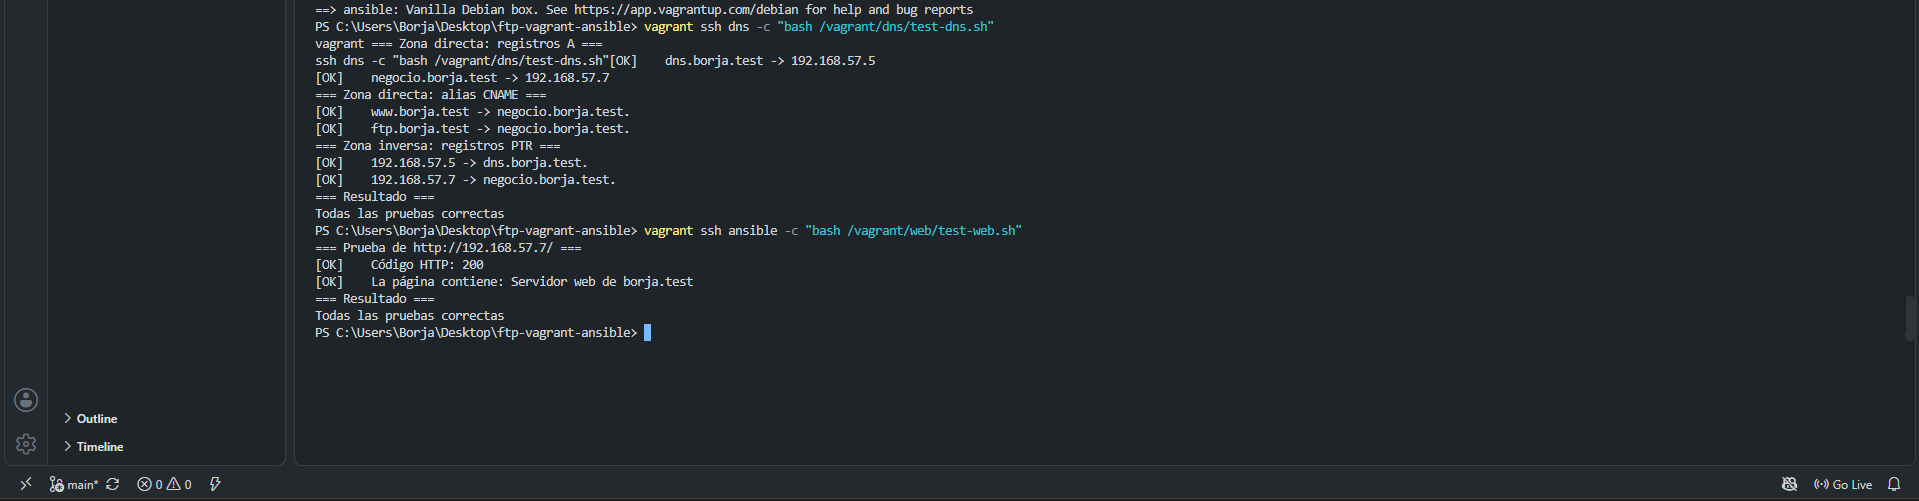 ==> ansible: Vanilla Debian box. See https://app.vagrantup.com/debian for help and bug reports
PS C:\Users\Borja\Desktop\ftp-vagrant-ansible> vagrant ssh dns -c "bash /vagrant/dns/test-dns.sh"
vagrant === Zona directa: registros A ===
ssh dns -c "bash /vagrant/dns/test-dns.sh"[OK]    dns.borja.test -> 192.168.57.5
[OK]    negocio.borja.test -> 192.168.57.7
=== Zona directa: alias CNAME ===
[OK]    www.borja.test -> negocio.borja.test.
[OK]    ftp.borja.test -> negocio.borja.test.
=== Zona inversa: registros PTR ===
[OK]    192.168.57.5 -> dns.borja.test.
[OK]    192.168.57.7 -> negocio.borja.test.
=== Resultado ===
Todas las pruebas correctas
PS C:\Users\Borja\Desktop\ftp-vagrant-ansible> vagrant ssh ansible -c "bash /vagrant/web/test-web.sh"
=== Prueba de http://192.168.57.7/ ===
[OK]    Código HTTP: 200
[OK]    La página contiene: Servidor web de borja.test
=== Resultado ===
Todas las pruebas correctas
PS C:\Users\Borja\Desktop\ftp-vagrant-ansible>
Outline
Timeline
main* 0 0 Go Live